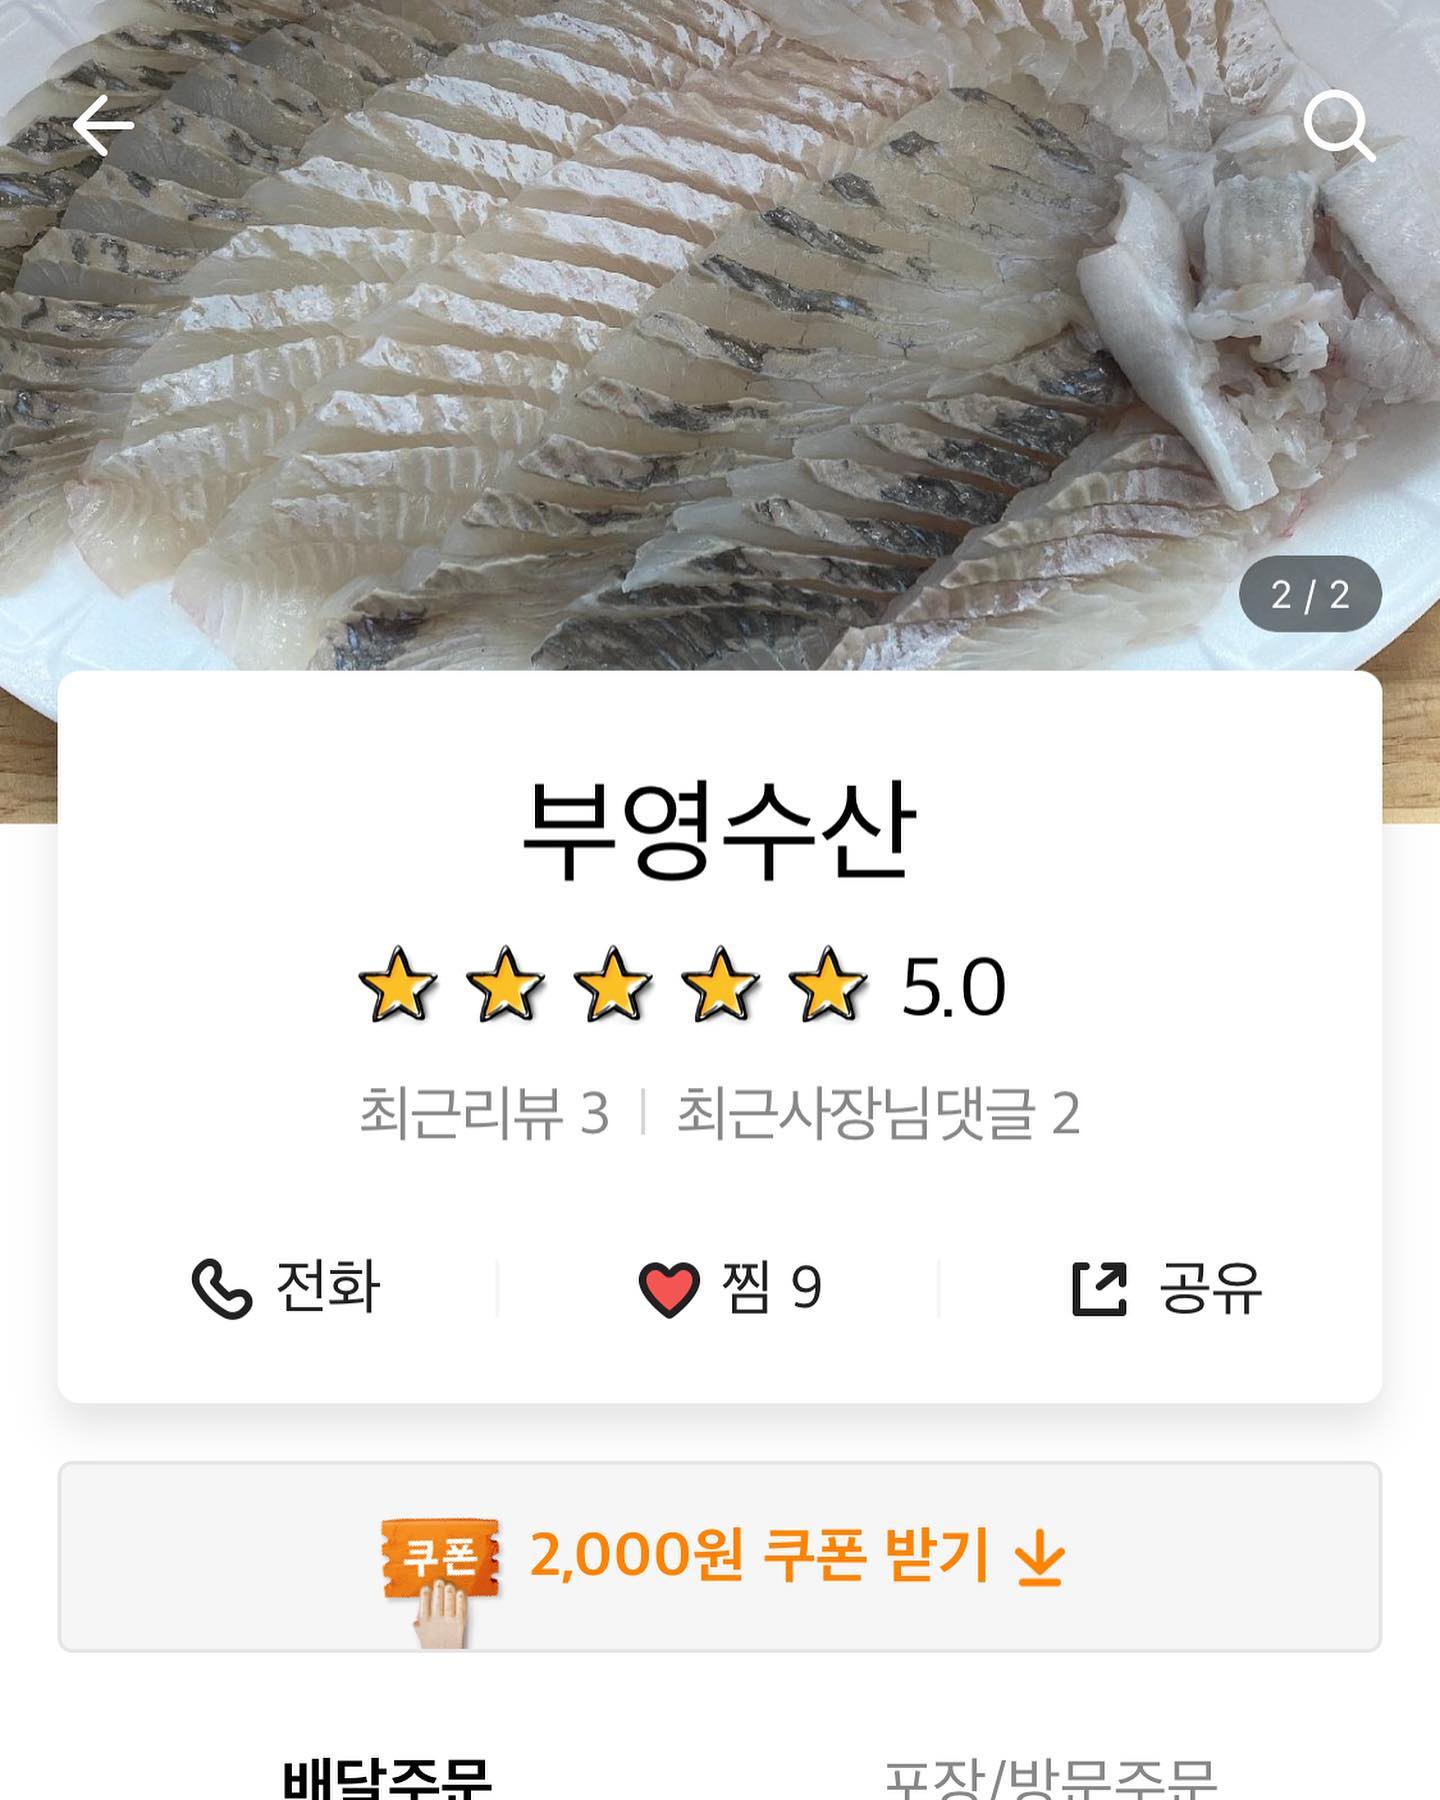 2 / 2
부영수산
5.0
최근리뷰 3 | 최근사장님댓글 2
전화
찜 9
공유
쿠폰 2,000원 쿠폰 받기
배달주문
포장/방문주문